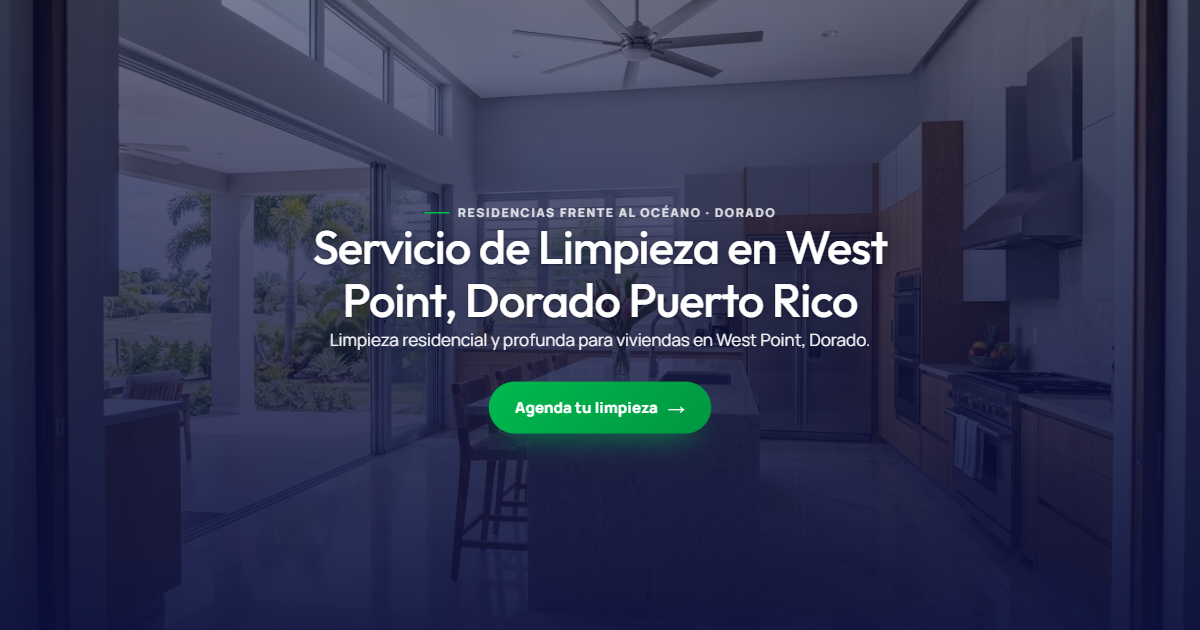 RESIDENCIAS FRENTE AL OCÉANO · DORADO
Servicio de Limpieza en West
Point, Dorado Puerto Rico
Limpieza residencial y profunda para viviendas en West Point, Dorado.
Agenda tu limpieza →